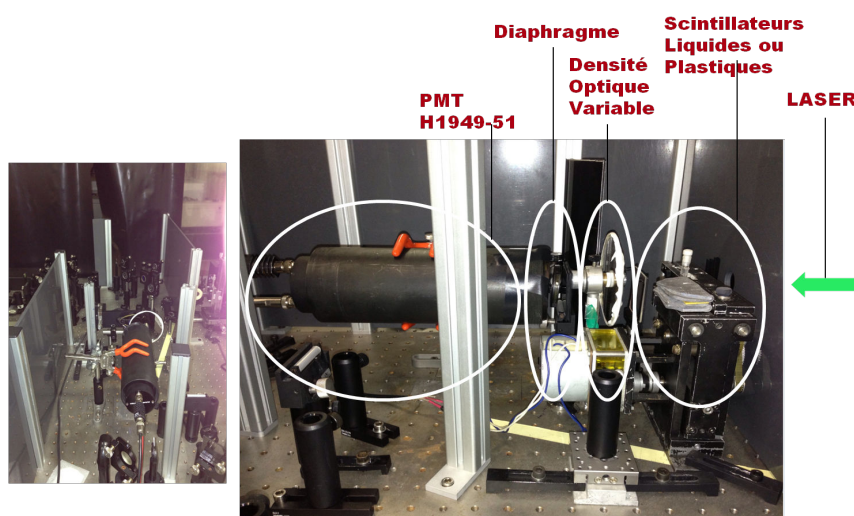 Diaphragme
Scintillateurs
Liquides ou
Plastiques
Densité
Optique
Variable
PMT
H1949-51
LASER